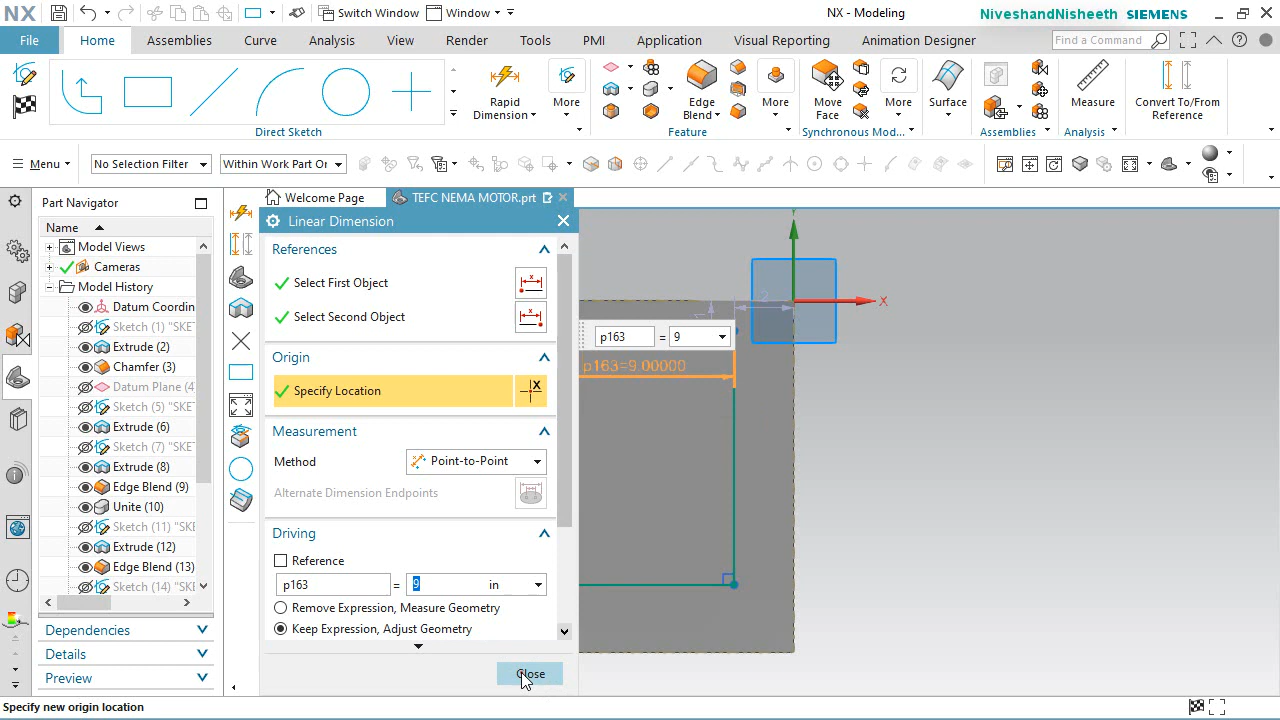 NX
Switch Window
Window
NX - Modeling
NiveshandNisheeth SIEMENS
File
Home
Assemblies
Curve
Analysis
View
Render
Tools
PMI
Application
Visual Reporting
Animation Designer
Find a Command
Rapid Dimension
More
Edge Blend
More
Move Face
More
Surface
Measure
Convert To/From Reference
Direct Sketch
Feature
Synchronous Mod...
Assemblies
Analysis
Menu
No Selection Filter
Within Work Part Or
Part Navigator
Welcome Page
TEFC NEMA MOTOR.prt
Linear Dimension
Name
Model Views
Cameras
Model History
Datum Coordin
Sketch (1) "SKE
Extrude (2)
Chamfer (3)
Datum Plane (4
Sketch (5) "SKE
Extrude (6)
Sketch (7) "SKE
Extrude (8)
Edge Blend (9)
Unite (10)
Sketch (11) "SK
Extrude (12)
Edge Blend (13)
Sketch (14) "SK
Dependencies
Details
Preview
References
Select First Object
Select Second Object
Origin
Specify Location
Measurement
Method
Point-to-Point
Alternate Dimension Endpoints
Driving
Reference
p163 = 9 in
Remove Expression, Measure Geometry
Keep Expression, Adjust Geometry
Close
Y
X
p163 = 9
p163=9.00000
Specify new origin location